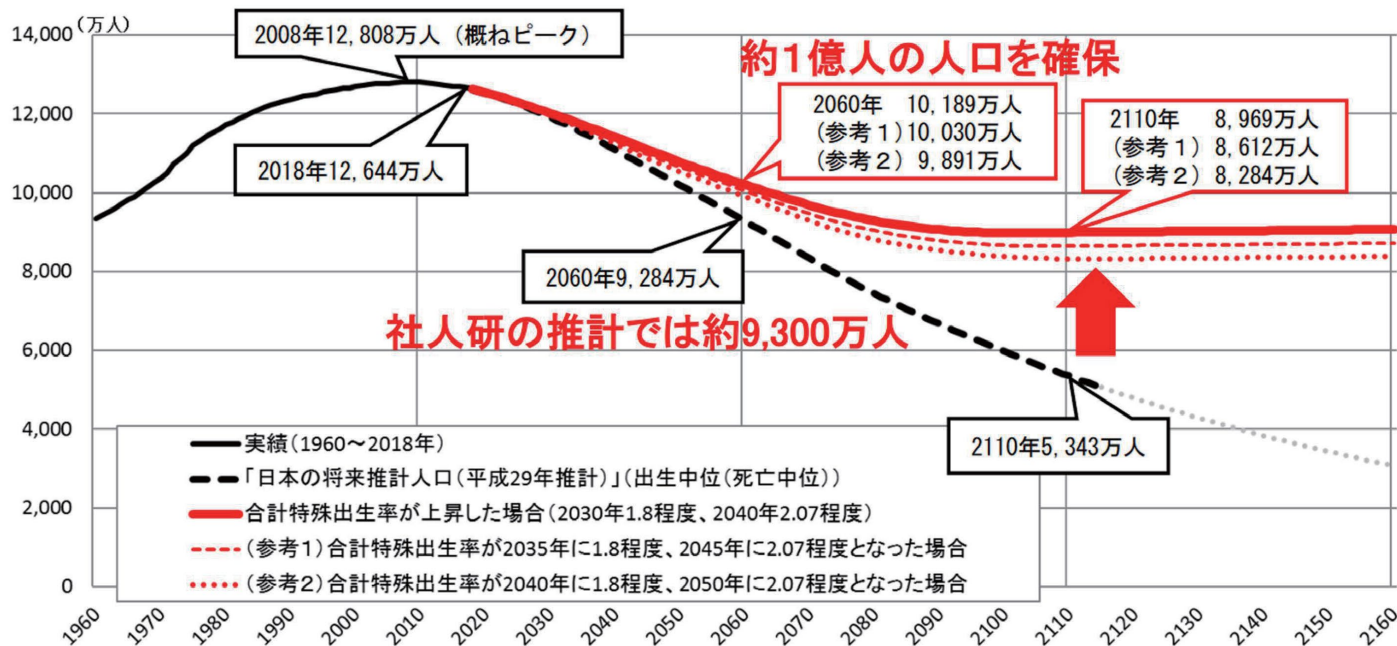 (万人)
14,000
12,000
10,000
8,000
6,000
4,000
2,000
0
2008年12,808万人（概ねピーク）
2018年12,644万人
約1億人の人口を確保
2060年　10,189万人
(参考１)10,030万人
(参考２) 9,891万人
2110年　8,969万人
(参考１) 8,612万人
(参考２) 8,284万人
2060年9,284万人
社人研の推計では約9,300万人
2110年5,343万人
実績(1960～2018年)
「日本の将来推計人口(平成29年推計)」(出生中位(死亡中位))
合計特殊出生率が上昇した場合(2030年1.8程度、2040年2.07程度)
(参考１)合計特殊出生率が2035年に1.8程度、2045年に2.07程度となった場合
(参考２)合計特殊出生率が2040年に1.8程度、2050年に2.07程度となった場合
1960 1970 1980 1990 2000 2010 2020 2030 2040 2050 2060 2070 2080 2090 2100 2110 2120 2130 2140 2150 2160